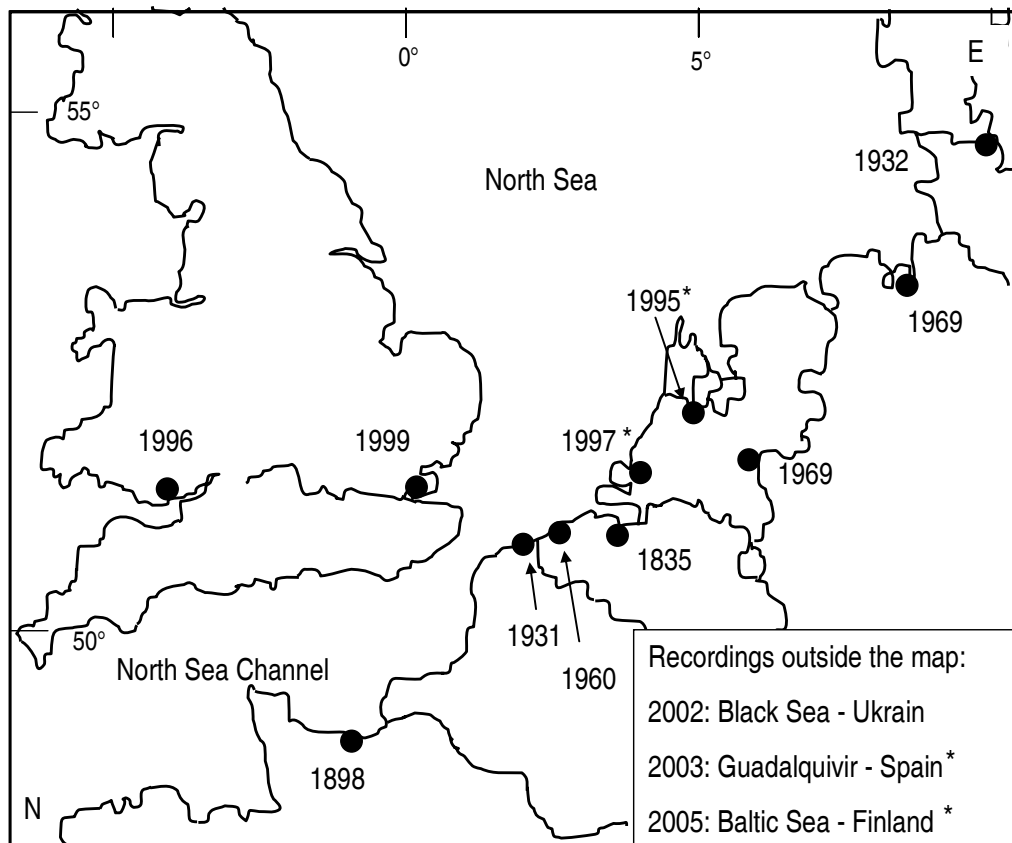 0°
5°
E
55°
1932
North Sea
1995*
1969
1996
1999
1997 *
1969
1835
1931
50°
1960
North Sea Channel
1898
N
Recordings outside the map:
2002: Black Sea - Ukrain
2003: Guadalquivir - Spain*
2005: Baltic Sea - Finland *